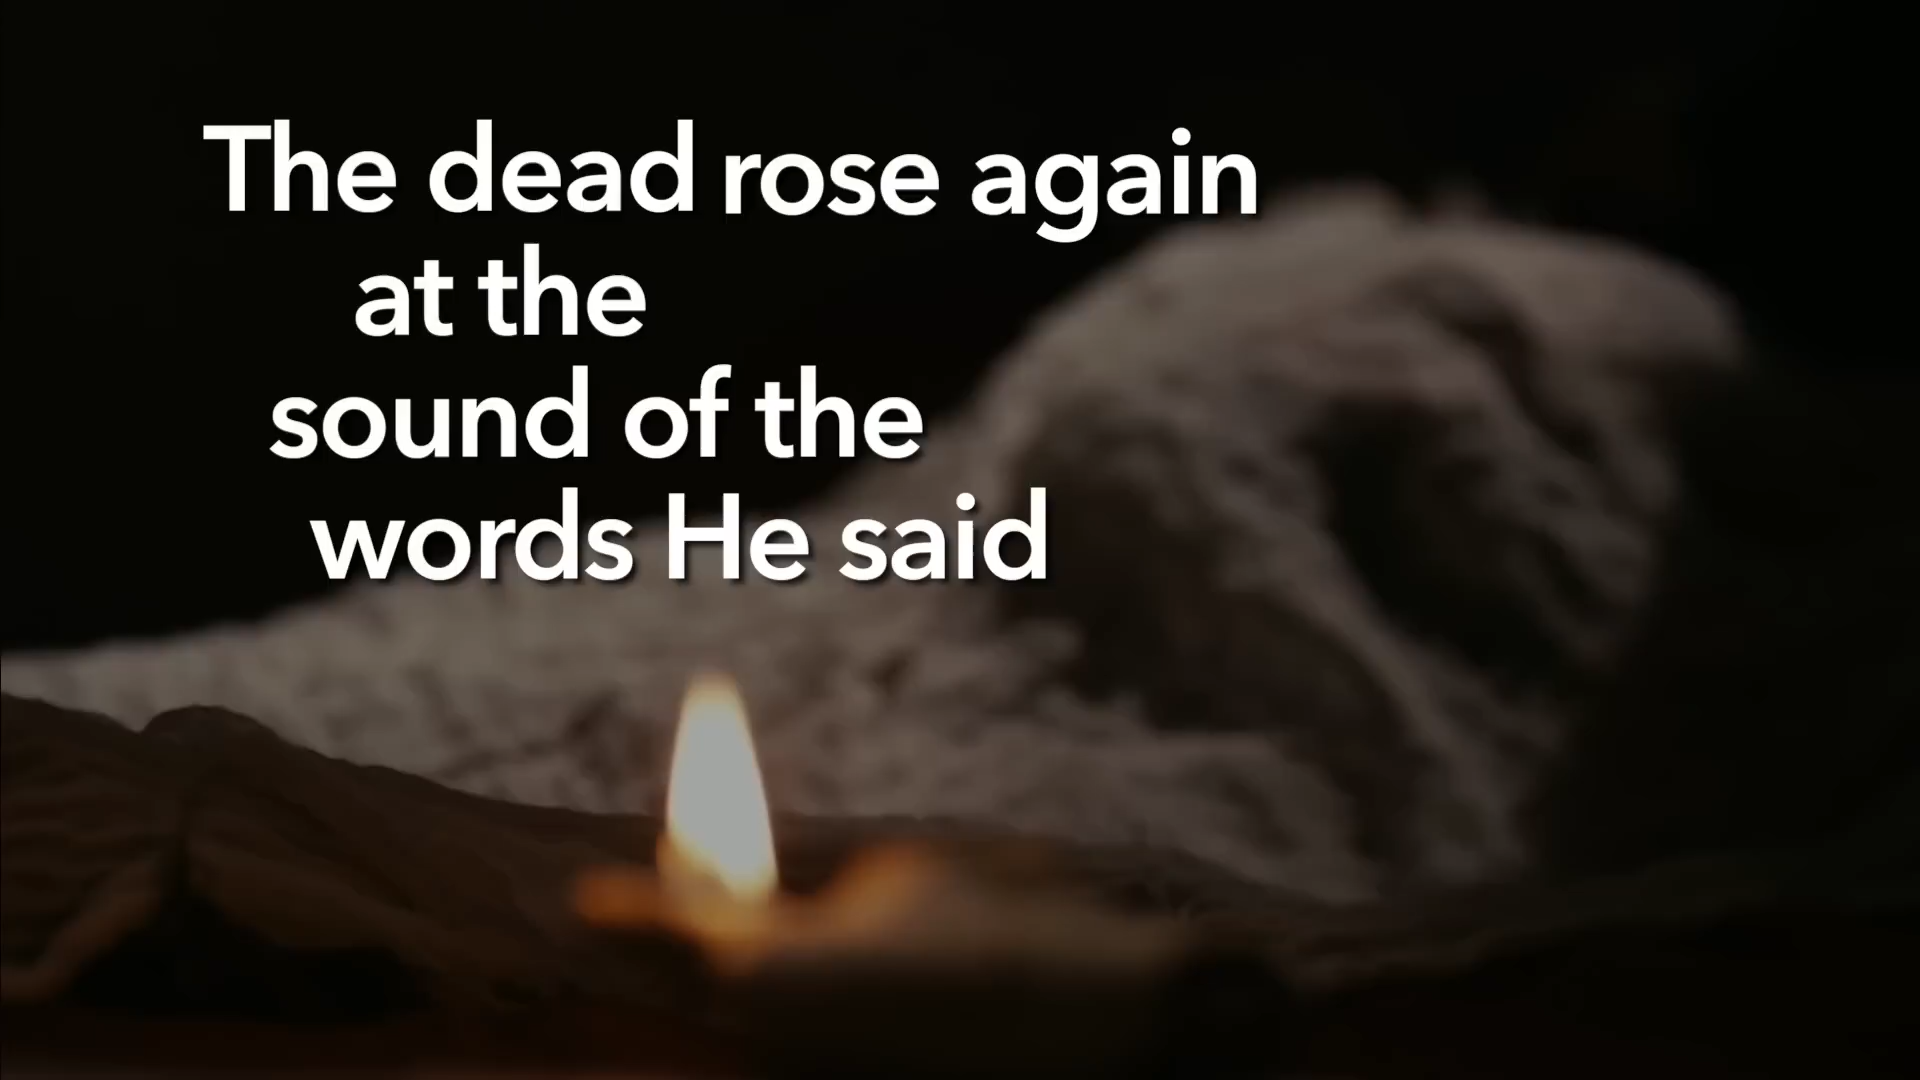 The dead rose again
at the
sound of the
words He said